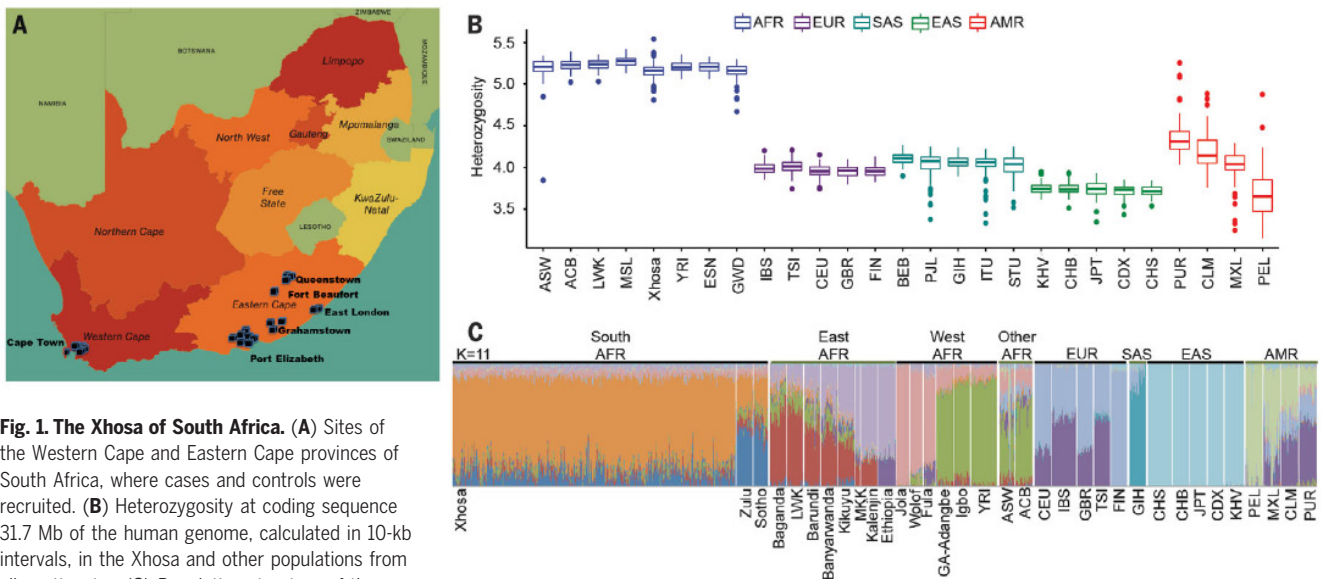 A
ZIMBABWE
BOTSWANA
MOZAMBIQUE
Limpopo
NAMIBIA
North West
Gauteng
Mpumalanga
SWAZILAND
Free
State
KwaZulu-
Natal
LESOTHO
Northern Cape
Queenstown
Fort Beaufort
Eastern Cape
East London
Grahamstown
Cape Town
Western Cape
Port Elizabeth
Fig. 1. The Xhosa of South Africa. (A) Sites of
the Western Cape and Eastern Cape provinces of
South Africa, where cases and controls were
recruited. (B) Heterozygosity at coding sequence
31.7 Mb of the human genome, calculated in 10-kb
intervals, in the Xhosa and other populations from
B
AFR EUR SAS EAS AMR
Heterozygosity
5.5
5.0
4.5
4.0
3.5
ASW ACB LWK MSL Xhosa YRI ESN GWD IBS TSI CEU GBR FIN BEB PJL GIH ITU STU KHV CHB JPT CDX CHS PUR CLM MXL PEL
C
South East West Other
K=11 AFR AFR AFR AFR EUR SAS EAS AMR
Xhosa Zulu Sotho Baganda LWK Barundi Banyarwanda Kikuyu MKK Kalenjin Ethiopia Jola Wolof Fula GA-Adangbe Igbo YRI ASW ACB CEU IBS GBR TSI FIN GIH CHS CHB JPT CDX KHV PEL MXL CLM PUR